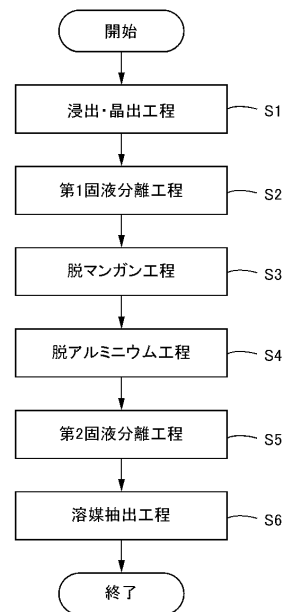 開始
浸出・晶出工程
S1
第1固液分離工程
S2
脱マンガン工程
S3
脱アルミニウム工程
S4
第2固液分離工程
S5
溶媒抽出工程
S6
終了